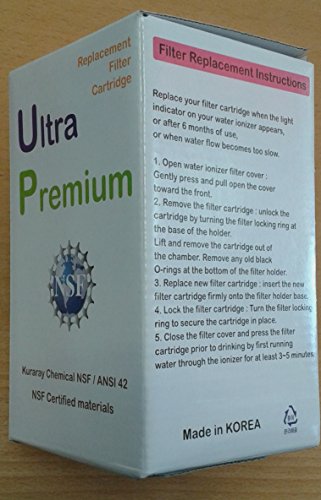 Replacement
Filter
Cartridge
Ultra
Premium
NSF
Kuraray Chemical NSF / ANSI 42
NSF Certified materials
Filter Replacement Instructions
Replace your filter cartridge when the light
indicator on your water ionizer appears,
or after 6 months of use,
or when water flow becomes too slow.
1. Open water ionizer filter cover :
Gently press and pull open the cover
toward the front.
2. Remove the filter cartridge : unlock the
cartridge by turning the filter locking ring at
the base of the holder.
Lift and remove the cartridge out of
the chamber. Remove any old black
O-rings at the bottom of the filter holder.
3. Replace new filter cartridge : insert the new
filter cartridge firmly onto the filter holder base.
4. Lock the filter cartridge : Turn the filter locking
ring to secure the cartridge in place.
5. Close the filter cover and press the filter
cartridge prior to drinking by first running
water through the ionizer for at least 3~5 minutes.
Made in KOREA